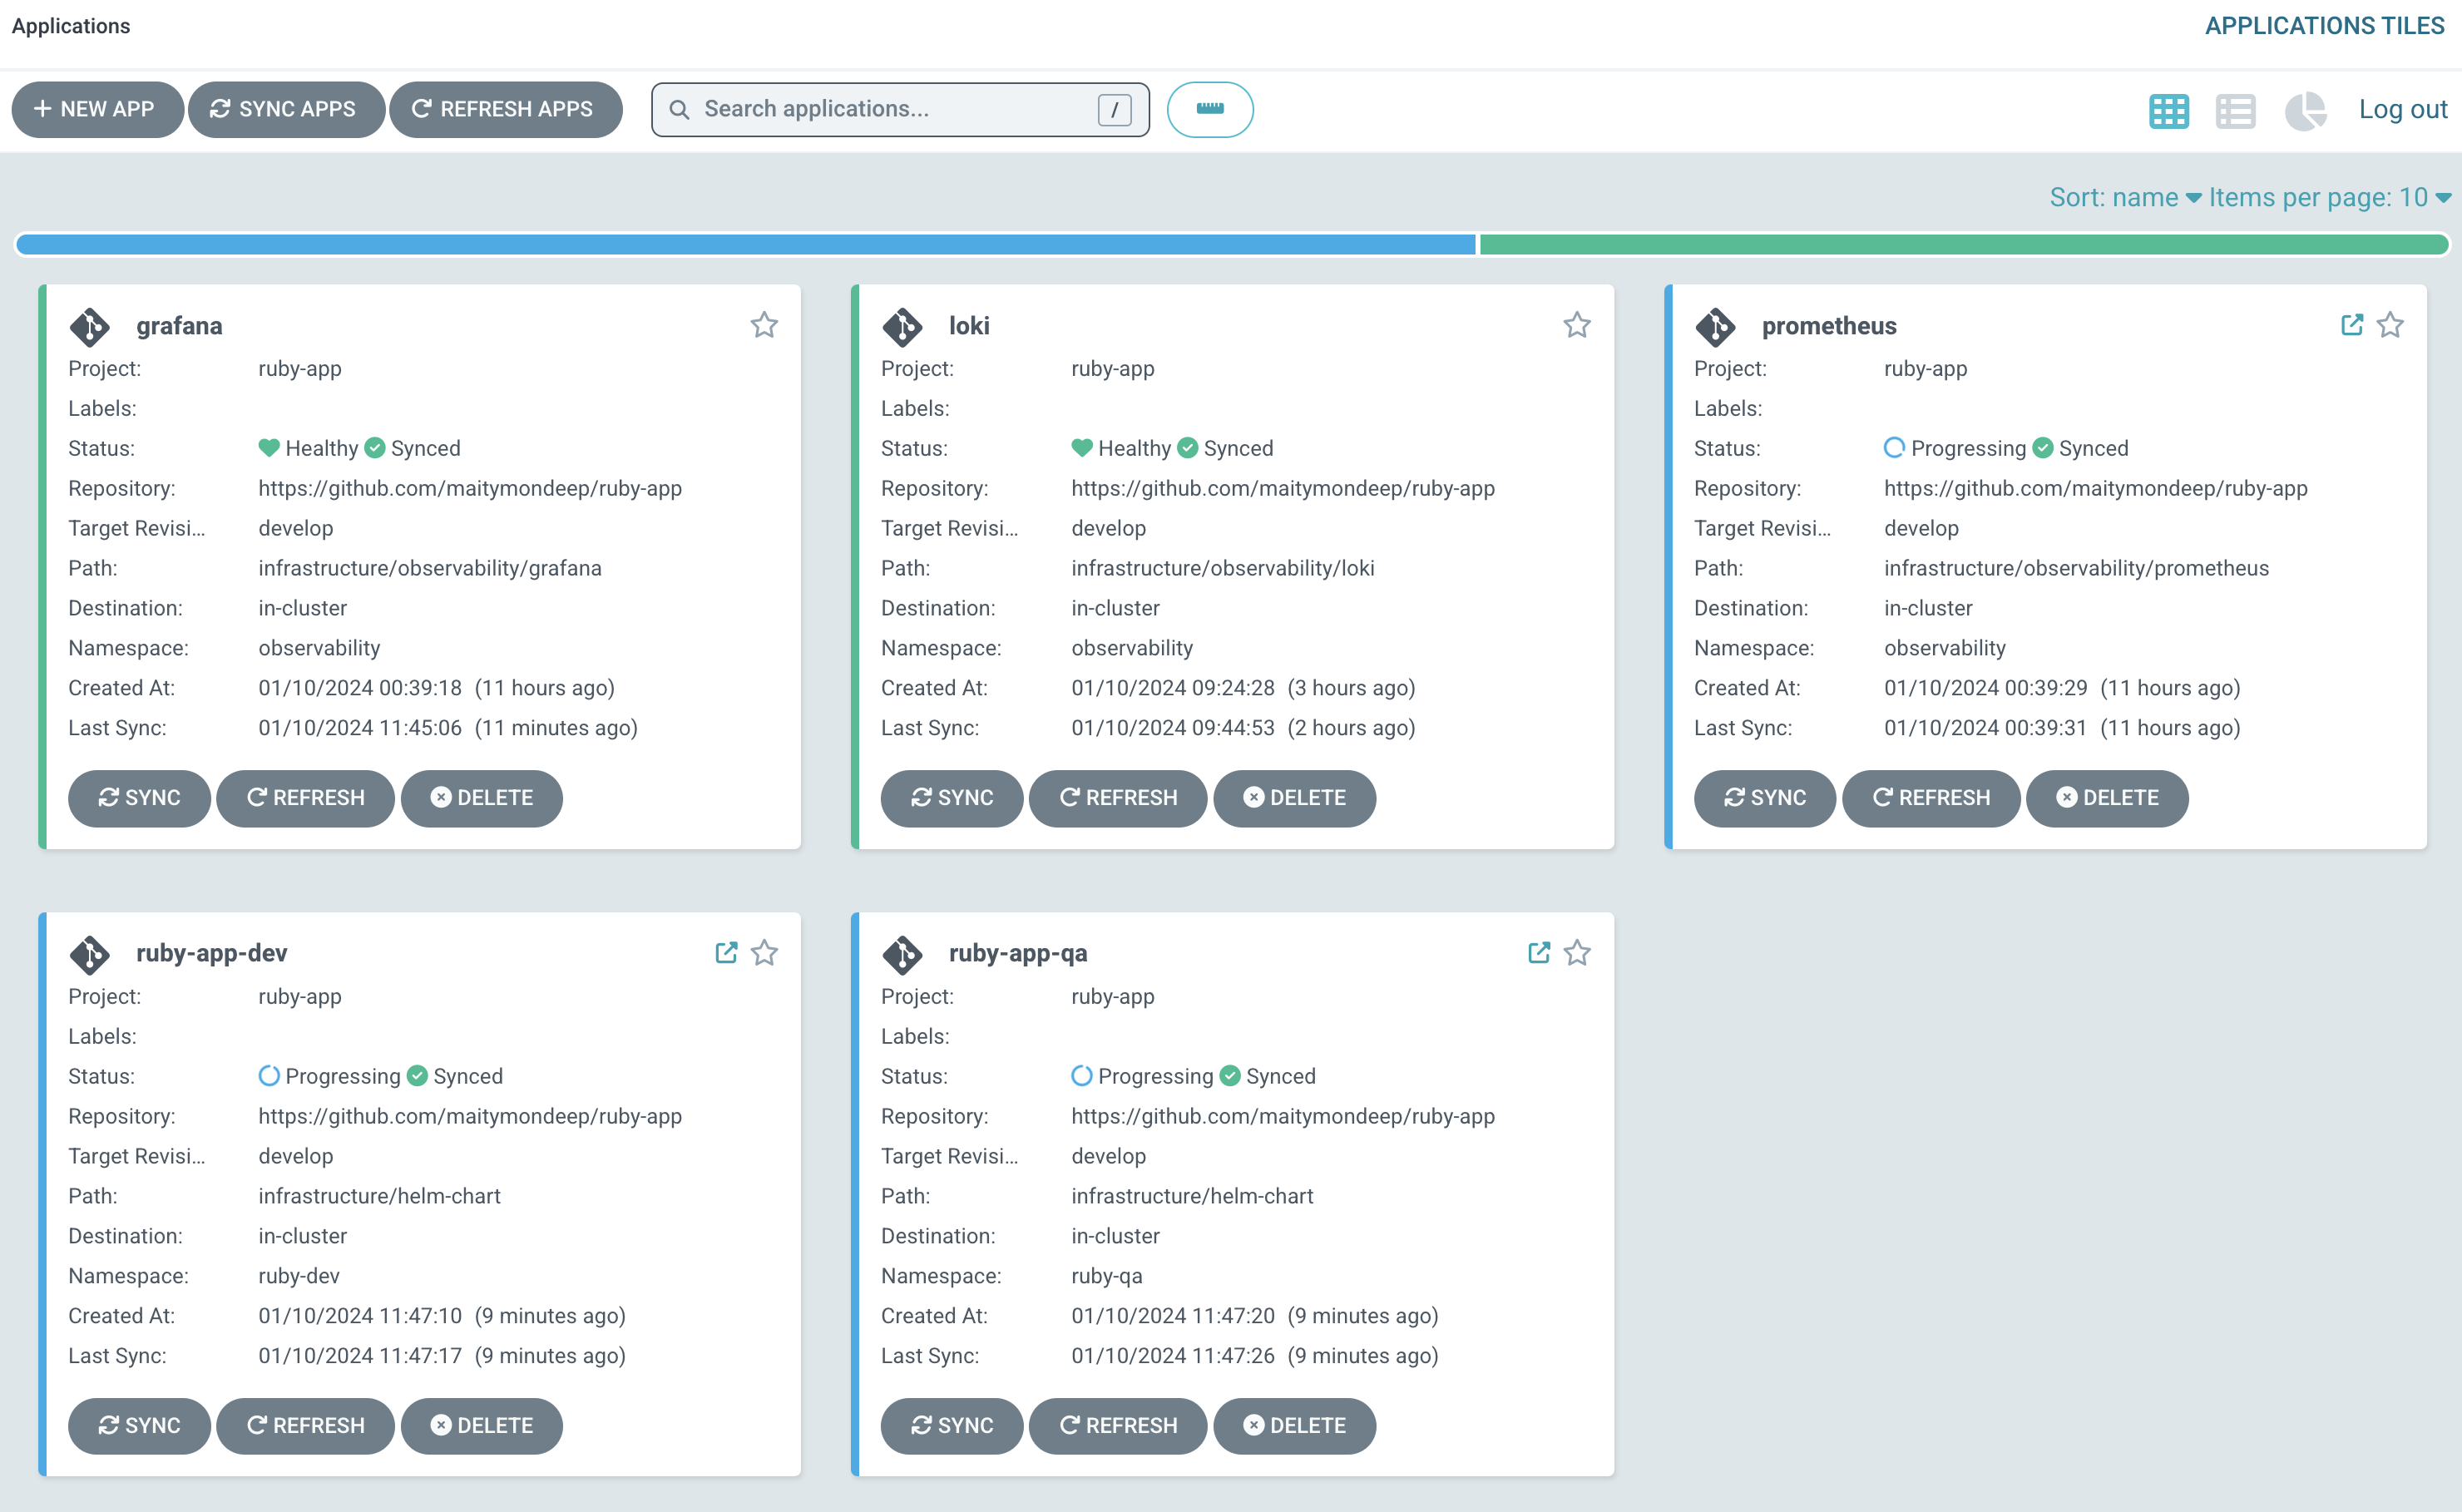 Applications
APPLICATIONS TILES
NEW APP
SYNC APPS
REFRESH APPS
Search applications...
/
Log out
Sort: name
Items per page: 10
grafana
Project: ruby-app
Labels:
Status: Healthy Synced
Repository: https://github.com/maitymondeep/ruby-app
Target Revisi... develop
Path: infrastructure/observability/grafana
Destination: in-cluster
Namespace: observability
Created At: 01/10/2024 00:39:18 (11 hours ago)
Last Sync: 01/10/2024 11:45:06 (11 minutes ago)
SYNC REFRESH DELETE
loki
Project: ruby-app
Labels:
Status: Healthy Synced
Repository: https://github.com/maitymondeep/ruby-app
Target Revisi... develop
Path: infrastructure/observability/loki
Destination: in-cluster
Namespace: observability
Created At: 01/10/2024 09:24:28 (3 hours ago)
Last Sync: 01/10/2024 09:44:53 (2 hours ago)
SYNC REFRESH DELETE
prometheus
Project: ruby-app
Labels:
Status: Progressing Synced
Repository: https://github.com/maitymondeep/ruby-app
Target Revisi... develop
Path: infrastructure/observability/prometheus
Destination: in-cluster
Namespace: observability
Created At: 01/10/2024 00:39:29 (11 hours ago)
Last Sync: 01/10/2024 00:39:31 (11 hours ago)
SYNC REFRESH DELETE
ruby-app-dev
Project: ruby-app
Labels:
Status: Progressing Synced
Repository: https://github.com/maitymondeep/ruby-app
Target Revisi... develop
Path: infrastructure/helm-chart
Destination: in-cluster
Namespace: ruby-dev
Created At: 01/10/2024 11:47:10 (9 minutes ago)
Last Sync: 01/10/2024 11:47:17 (9 minutes ago)
SYNC REFRESH DELETE
ruby-app-qa
Project: ruby-app
Labels:
Status: Progressing Synced
Repository: https://github.com/maitymondeep/ruby-app
Target Revisi... develop
Path: infrastructure/helm-chart
Destination: in-cluster
Namespace: ruby-qa
Created At: 01/10/2024 11:47:20 (9 minutes ago)
Last Sync: 01/10/2024 11:47:26 (9 minutes ago)
SYNC REFRESH DELETE